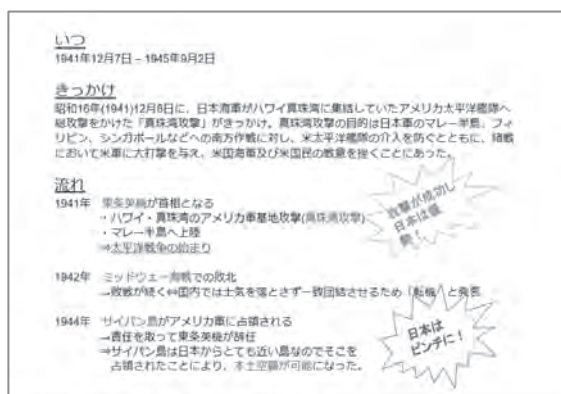 いつ
1941年12月7日 – 1945年9月2日
きっかけ
昭和16年(1941)12月8日に、日本海軍がハワイ真珠湾に集結していたアメリカ太平洋艦隊へ
総攻撃をかけた「真珠湾攻撃」がきっかけ。真珠湾攻撃の目的は日本軍のマレー半島、フィ
リピン、シンガポールなどへの南方作戦に対し、米太平洋艦隊の介入を防ぐとともに、緒戦
において米軍に大打撃を与え、米国海軍及び米国民の戦意を挫くことにあった。
流れ
1941年 東条英機が首相となる
・ハワイ・真珠湾のアメリカ軍基地攻撃(真珠湾攻撃)
・マレー半島へ上陸
⇒太平洋戦争の始まり
攻撃が成功し
日本は優
勢！
1942年 ミッドウェー海戦での敗北
→敗戦が続く⇔国内では士気を落とさず一致団結させるため「転機」と発表
1944年 サイパン島がアメリカ軍に占領される
→責任を取って東条英機が辞任
⇒サイパン島は日本からとても近い島なのでそこを
占領されたことにより、本土空襲が可能になった。
日本は
ピンチに！